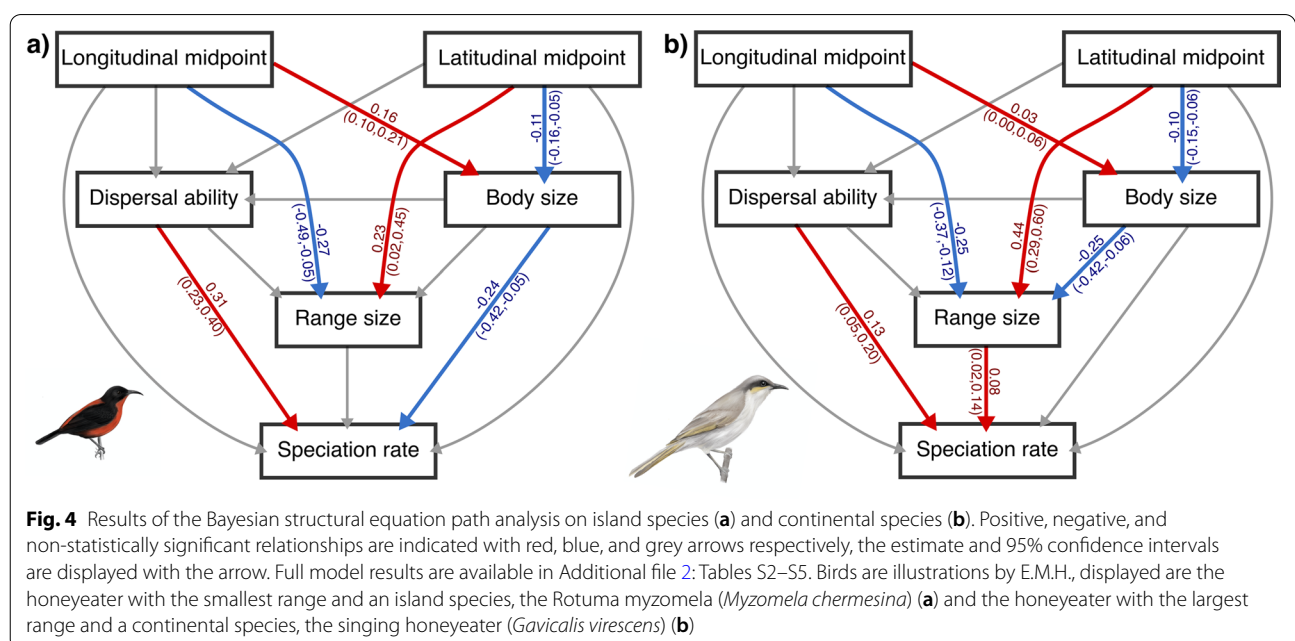 a)
Longitudinal midpoint
Latitudinal midpoint
0.16
(0.10,0.21)
-0.11
(-0.16,-0.05)
Dispersal ability
Body size
-0.27
(-0.49,-0.05)
0.23
(0.02,0.45)
0.31
(0.23,0.40)
-0.24
(-0.42,-0.05)
Range size
Speciation rate
b)
Longitudinal midpoint
Latitudinal midpoint
0.03
(0.00,0.06)
-0.10
(-0.15,-0.06)
Dispersal ability
Body size
-0.25
(-0.37,-0.12)
0.44
(0.29,0.60)
-0.25
(-0.42,-0.06)
Range size
0.13
(0.05,0.20)
0.08
(0.02,0.14)
Speciation rate
Fig. 4 Results of the Bayesian structural equation path analysis on island species (a) and continental species (b). Positive, negative, and
non-statistically significant relationships are indicated with red, blue, and grey arrows respectively, the estimate and 95% confidence intervals
are displayed with the arrow. Full model results are available in Additional file 2: Tables S2–S5. Birds are illustrations by E.M.H., displayed are the
honeyeater with the smallest range and an island species, the Rotuma myzomela (Myzomela chermesina) (a) and the honeyeater with the largest
range and a continental species, the singing honeyeater (Gavicalis virescens) (b)